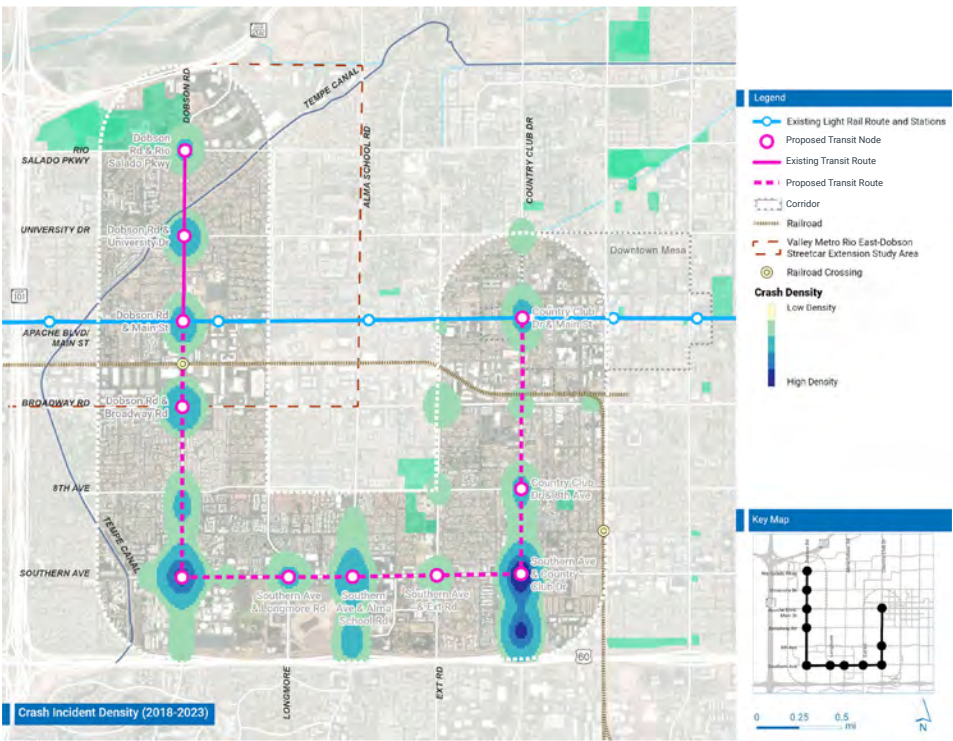 202
DOBSON RD
TEMPE CANAL
ALMA SCHOOL RD
COUNTRY CLUB DR
RIO
SALADO PKWY
Dobson
Rd & Rio
Salado Pkwy
UNIVERSITY DR
Dobson Rd &
University Dr
Downtown Mesa
101
APACHE BLVD/
MAIN ST
Dobson Rd
& Main St
Country Club
Dr & Main St
BROADWAY RD
Dobson Rd &
Broadway Rd
8TH AVE
Country Club
Dr & 8th Ave
TEMPE CANAL
SOUTHERN AVE
Southern Ave
& Longmore Rd
Southern
Ave & Alma
School Rd
Southern Ave
& Ext Rd
Southern Ave
& Country
Club Dr
60
LONGMORE
EXT RD
Crash Incident Density (2018-2023)
Legend
Existing Light Rail Route and Stations
Proposed Transit Node
Existing Transit Route
Proposed Transit Route
Corridor
Railroad
Valley Metro Rio East-Dobson
Streetcar Extension Study Area
Railroad Crossing
Crash Density
Low Density
High Density
Key Map
0 0.25 0.5
mi
N